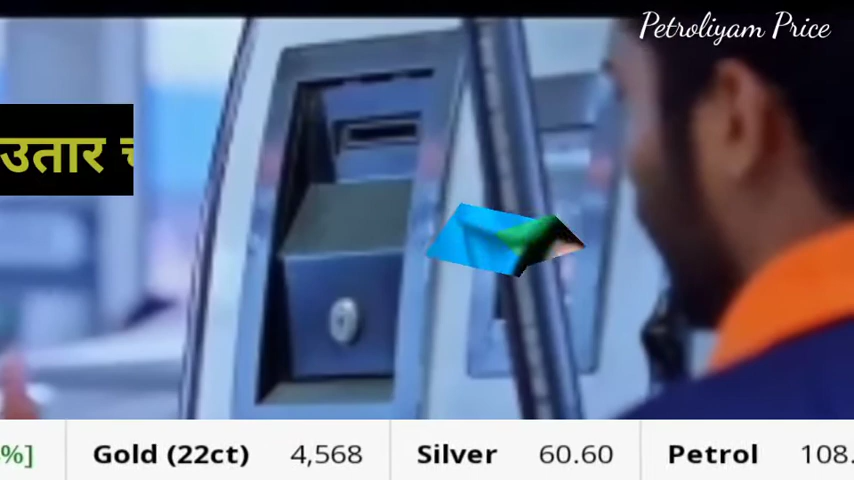 Petroliyam Price
उतार
%] Gold (22ct) 4,568 Silver 60.60 Petrol 108.